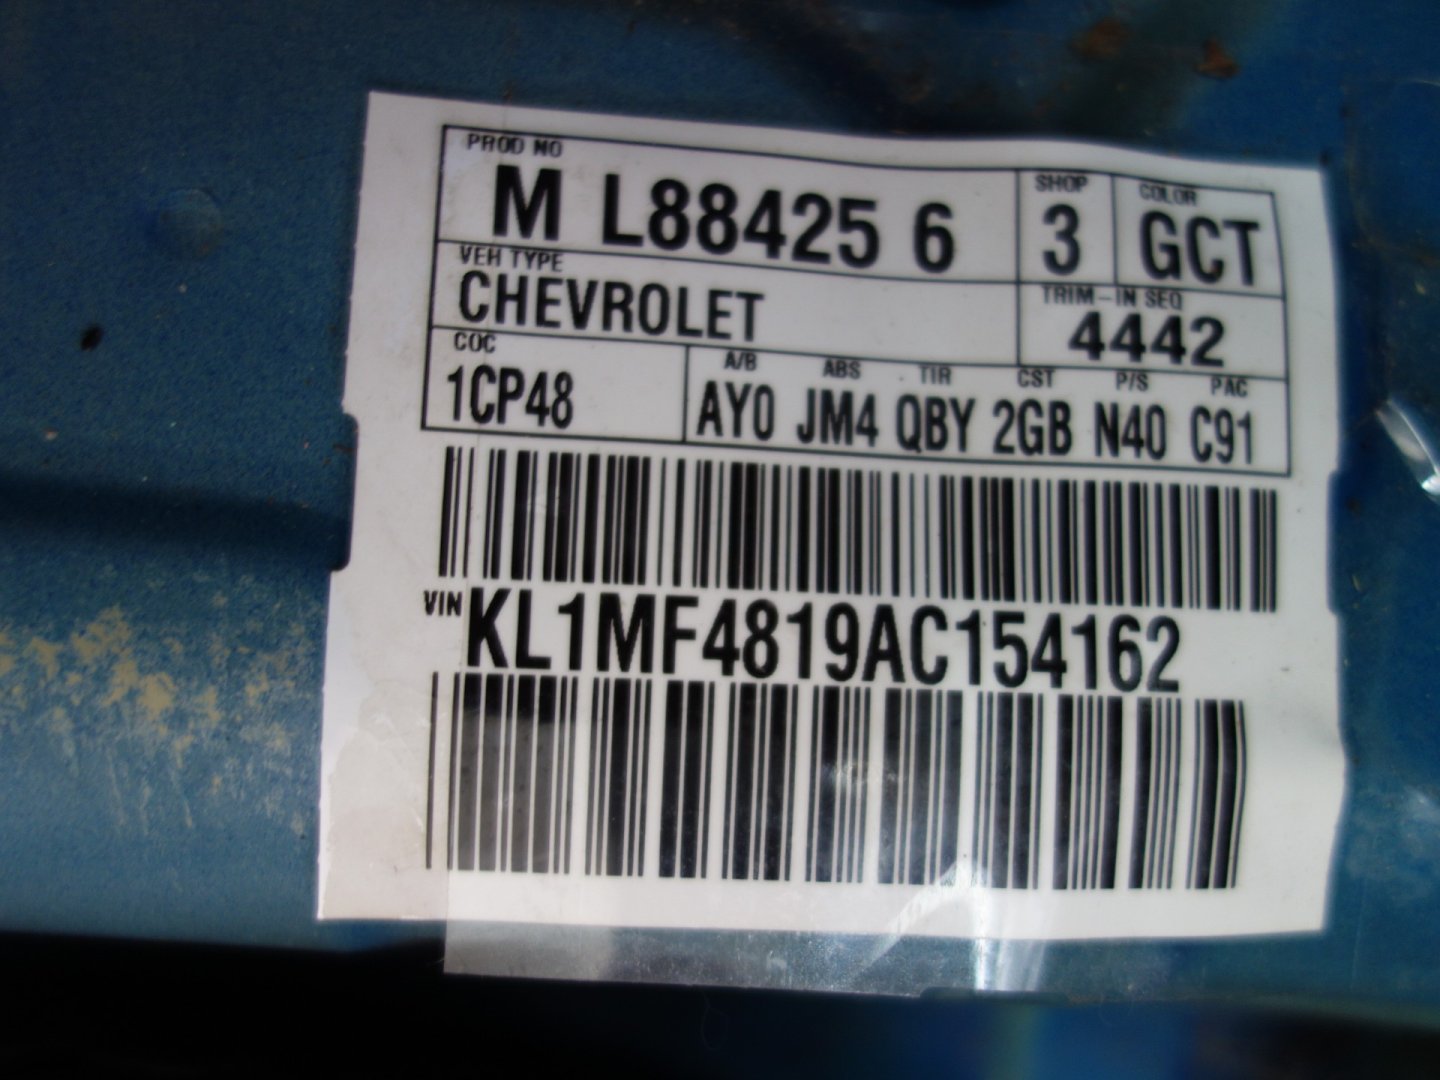 PROD NO SHOP COLOR
M L88425 6 3 GCT
VEH TYPE TRIM-IN SEQ
CHEVROLET 4442
COC A/B ABS TIR CST P/S PAC
1CP48 AY0 JM4 QBY 2GB N40 C91
VIN KL1MF4819AC154162